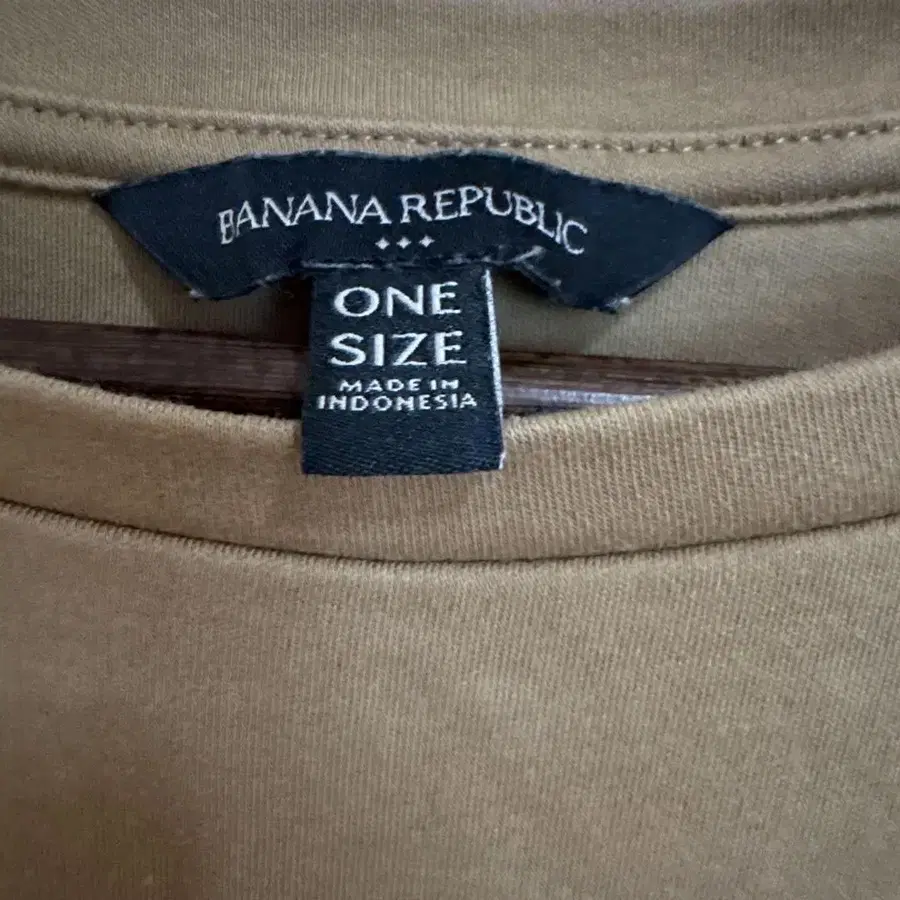 BANANA REPUBLIC
ONE
SIZE
MADE IN
INDONESIA